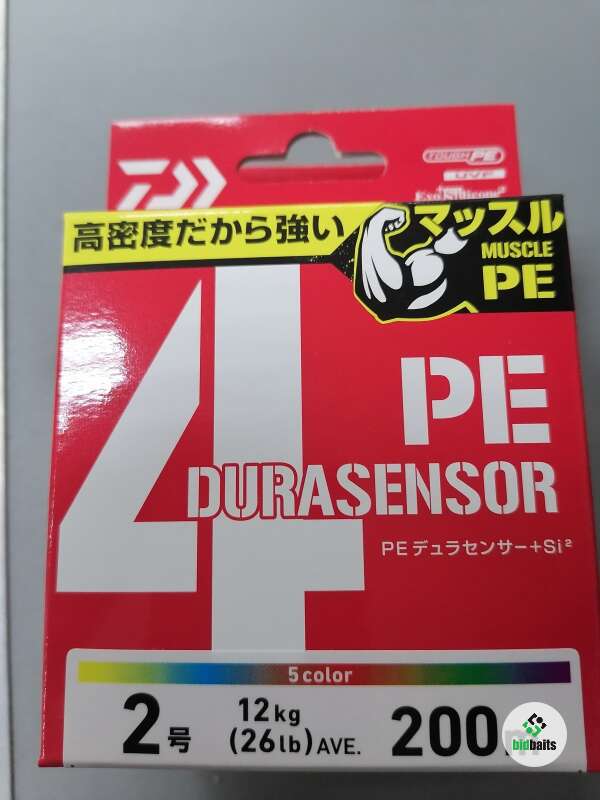 TOUGH PE
UVF
Evo Silicone²
高密度だから強い
マッスル
MUSCLE
PE
4
PE
DURASENSOR
PEデュラセンサー+Si²
5 color
2号
12kg
(26lb) AVE.
200
bidbaits